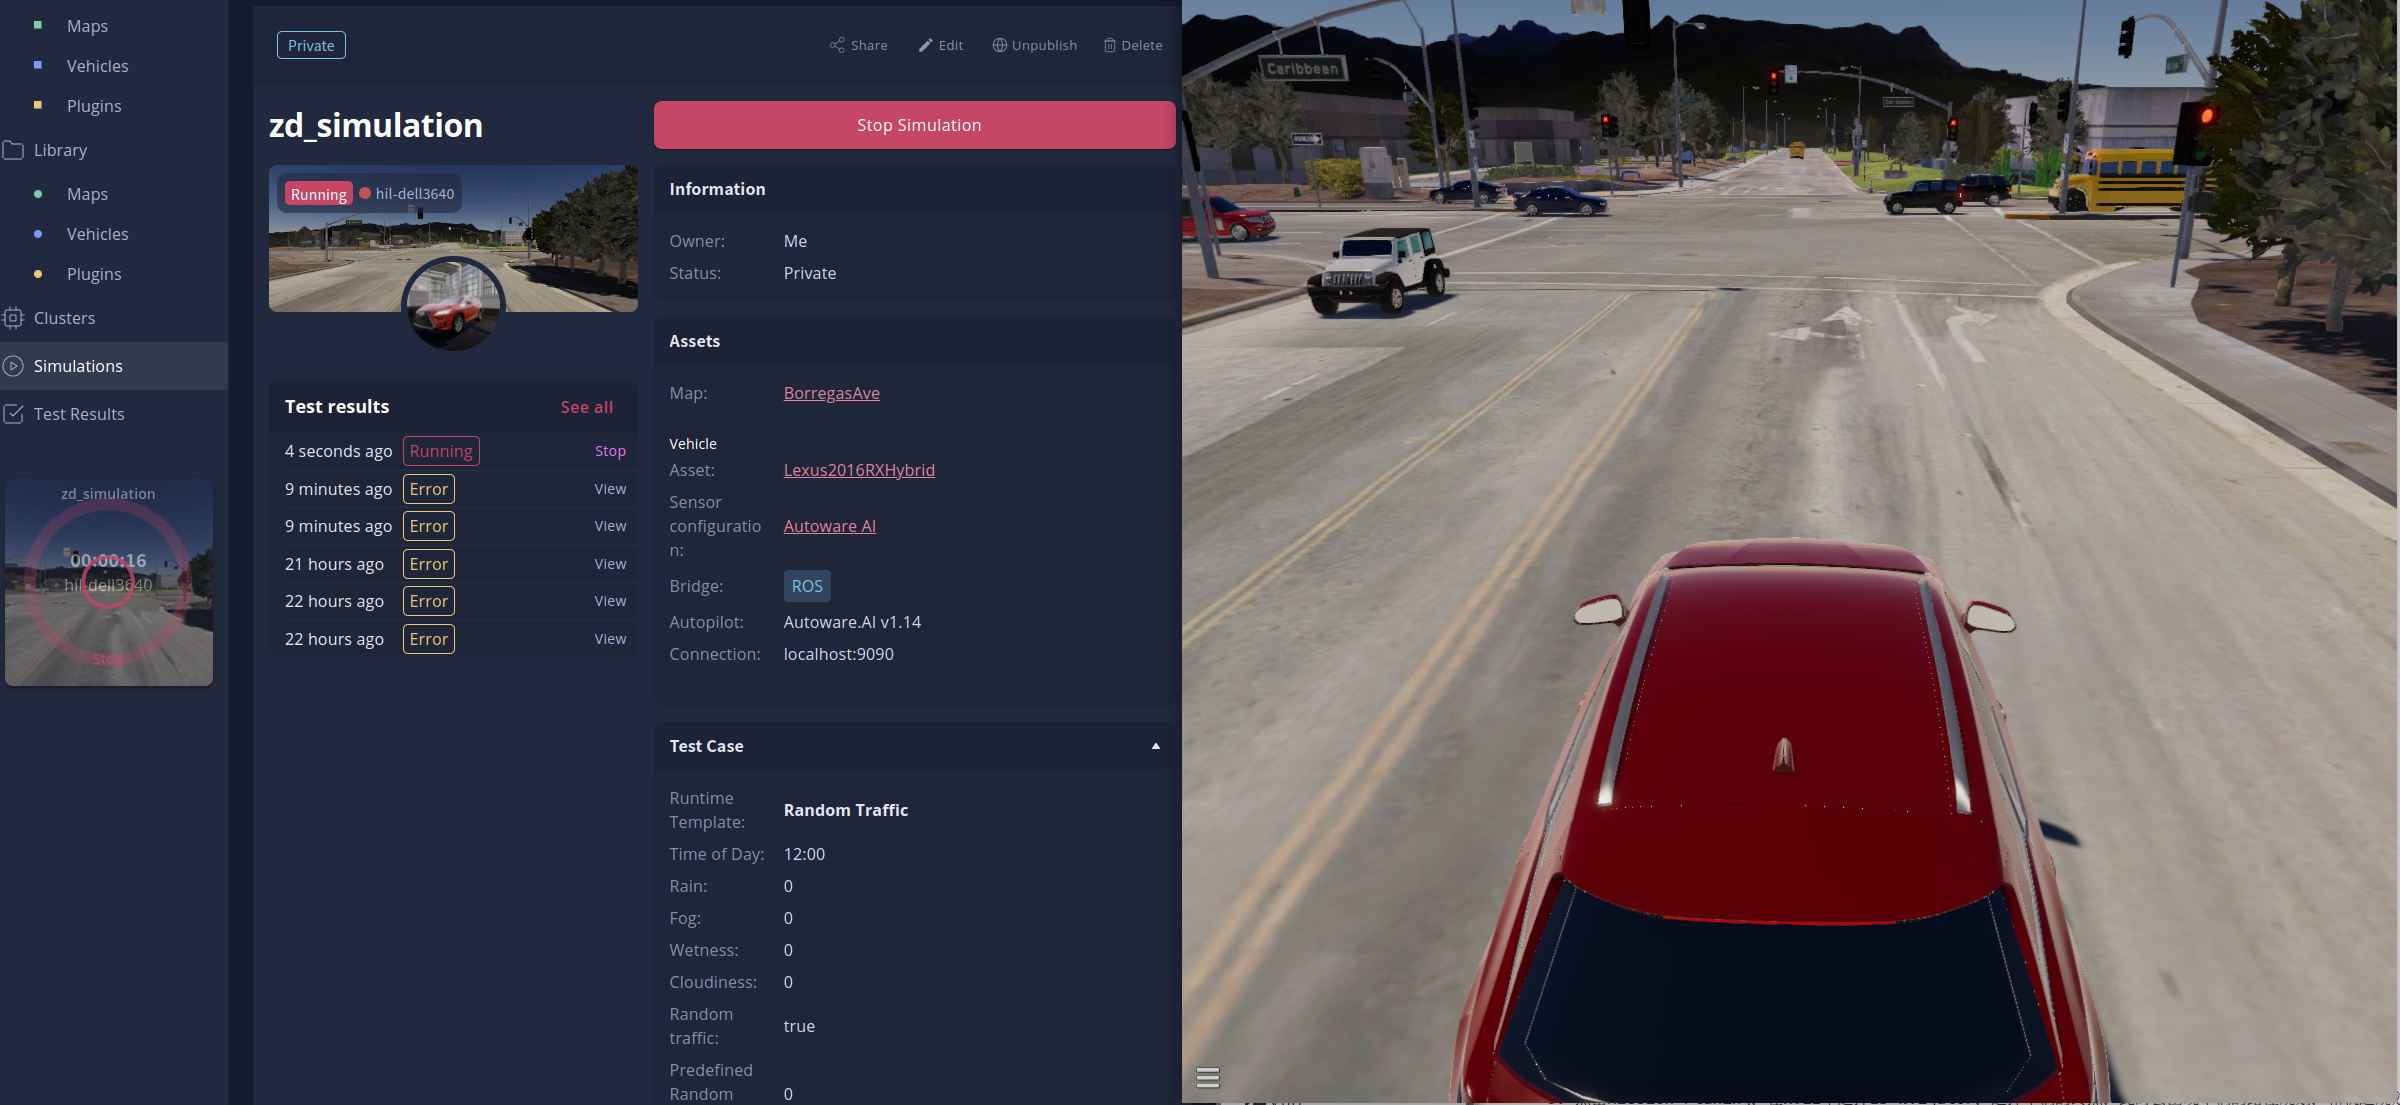 Maps
Vehicles
Plugins
Library
Maps
Vehicles
Plugins
Clusters
Simulations
Test Results
zd_simulation
00:00:16
hil-dell3640
Stop
Private
Share
Edit
Unpublish
Delete
zd_simulation
Running
hil-dell3640
Test results
See all
4 seconds ago Running Stop
9 minutes ago Error View
9 minutes ago Error View
21 hours ago Error View
22 hours ago Error View
22 hours ago Error View
Stop Simulation
Information
Owner: Me
Status: Private
Assets
Map: BorregasAve
Vehicle
Asset: Lexus2016RXHybrid
Sensor
configuratio
n:
Autoware AI
Bridge: ROS
Autopilot: Autoware.AI v1.14
Connection: localhost:9090
Test Case
Runtime
Template:
Random Traffic
Time of Day: 12:00
Rain: 0
Fog: 0
Wetness: 0
Cloudiness: 0
Random
traffic:
true
Predefined
Random
0
Caribbean